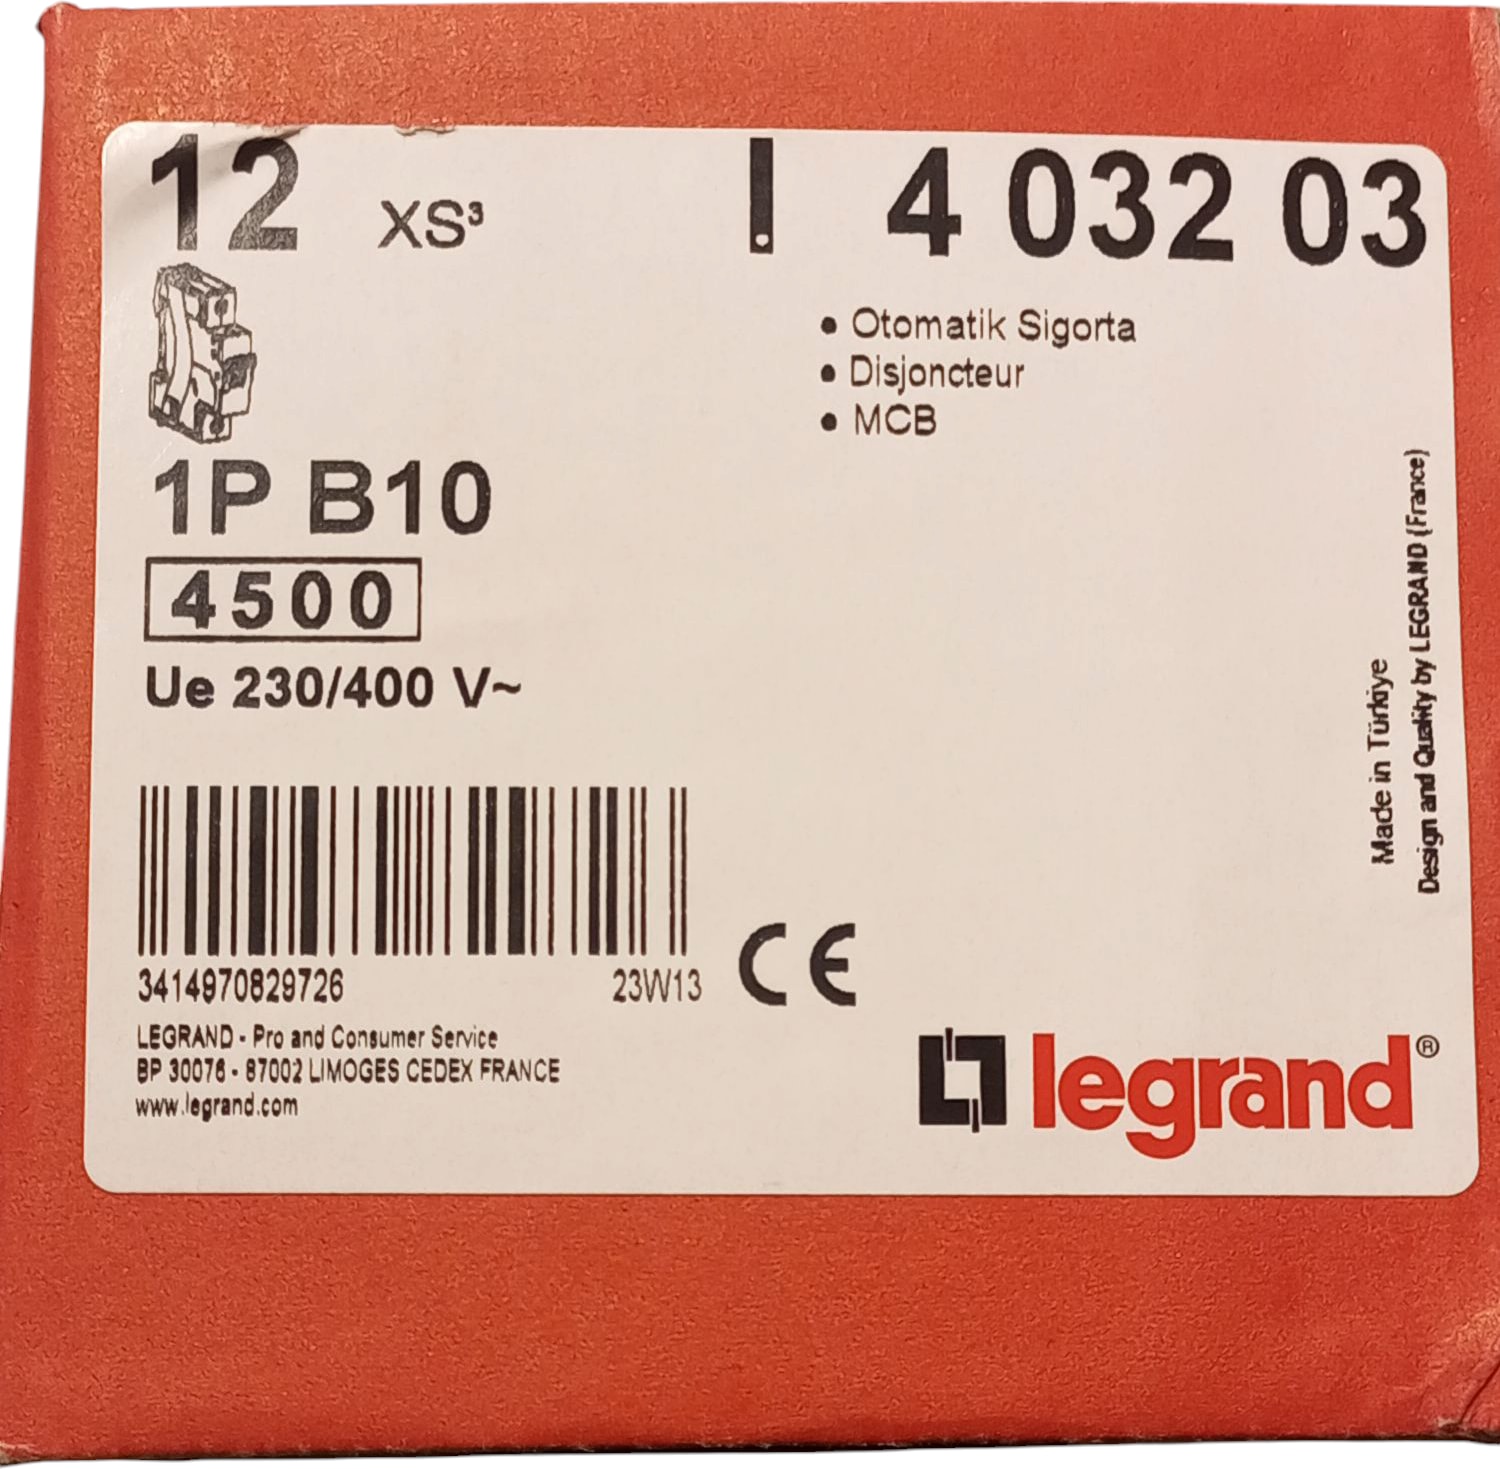 12 XS³ 4 032 03
• Otomatik Sigorta
• Disjoncteur
• MCB
1P B10
4500
Ue 230/400 V~
3414970829726 23W13
CE
LEGRAND - Pro and Consumer Service
BP 30076 - 87002 LIMOGES CEDEX FRANCE
www.legrand.com
legrand®
Made in Türkiye
Design and Quality by LEGRAND (France)